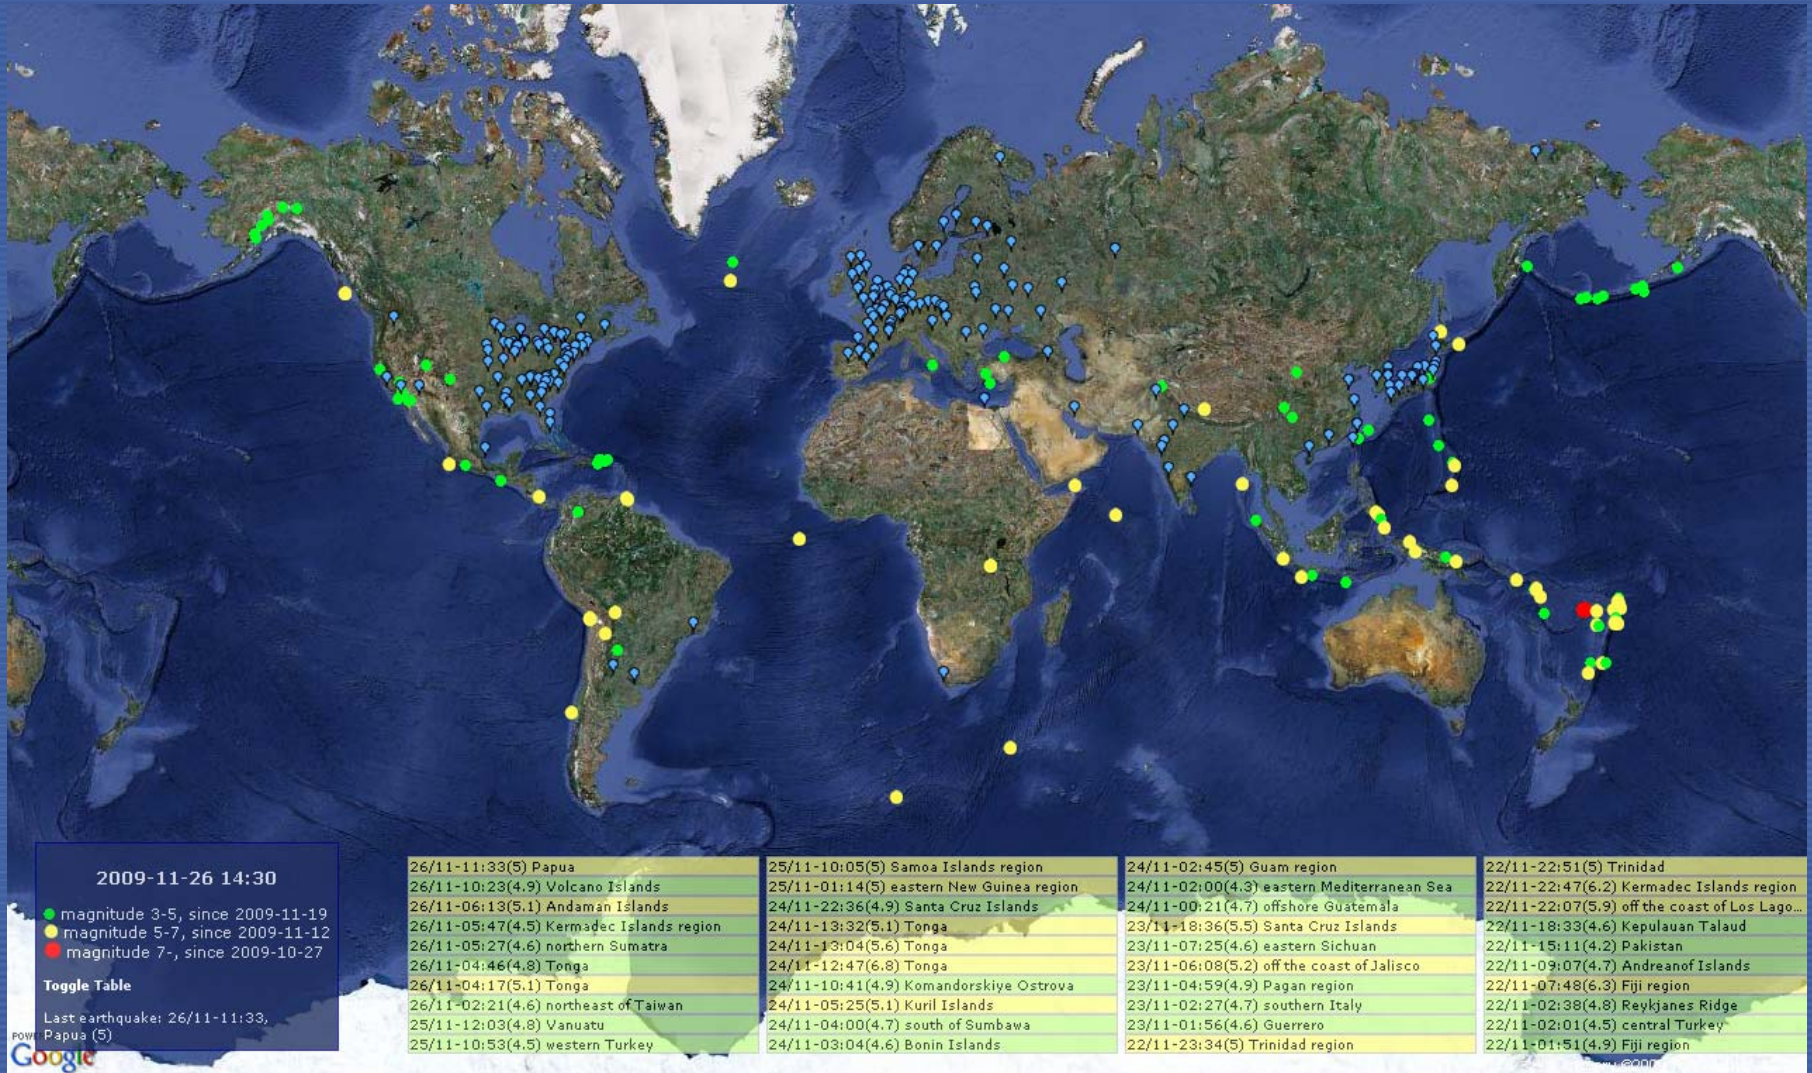 2009-11-26 14:30
magnitude 3-5, since 2009-11-19
magnitude 5-7, since 2009-11-12
magnitude 7-, since 2009-10-27
Toggle Table
Last earthquake: 26/11-11:33,
Papua (5)
Google
26/11-11:33(5) Papua
26/11-10:23(4.9) Volcano Islands
26/11-06:13(5.1) Andaman Islands
26/11-05:47(4.5) Kermadec Islands region
26/11-05:27(4.6) northern Sumatra
26/11-04:46(4.8) Tonga
26/11-04:17(5.1) Tonga
26/11-02:21(4.6) northeast of Taiwan
25/11-12:03(4.8) Vanuatu
25/11-10:53(4.5) western Turkey
25/11-10:05(5) Samoa Islands region
25/11-01:14(5) eastern New Guinea region
24/11-22:36(4.9) Santa Cruz Islands
24/11-13:32(5.1) Tonga
24/11-13:04(5.6) Tonga
24/11-12:47(6.8) Tonga
24/11-10:41(4.9) Komandorskiye Ostrova
24/11-05:25(5.1) Kuril Islands
24/11-04:00(4.7) south of Sumbawa
24/11-03:04(4.6) Bonin Islands
24/11-02:45(5) Guam region
24/11-02:00(4.3) eastern Mediterranean Sea
24/11-00:21(4.7) offshore Guatemala
23/11-18:36(5.5) Santa Cruz Islands
23/11-07:25(4.6) eastern Sichuan
23/11-06:08(5.2) off the coast of Jalisco
23/11-04:59(4.9) Pagan region
23/11-02:27(4.7) southern Italy
23/11-01:56(4.6) Guerrero
22/11-23:34(5) Trinidad region
22/11-22:51(5) Trinidad
22/11-22:47(6.2) Kermadec Islands region
22/11-22:07(5.9) off the coast of Los Lago...
22/11-18:33(4.6) Kepulauan Talaud
22/11-15:11(4.2) Pakistan
22/11-09:07(4.7) Andreanof Islands
22/11-07:48(6.3) Fiji region
22/11-02:38(4.8) Reykjanes Ridge
22/11-02:01(4.5) central Turkey
22/11-01:51(4.9) Fiji region